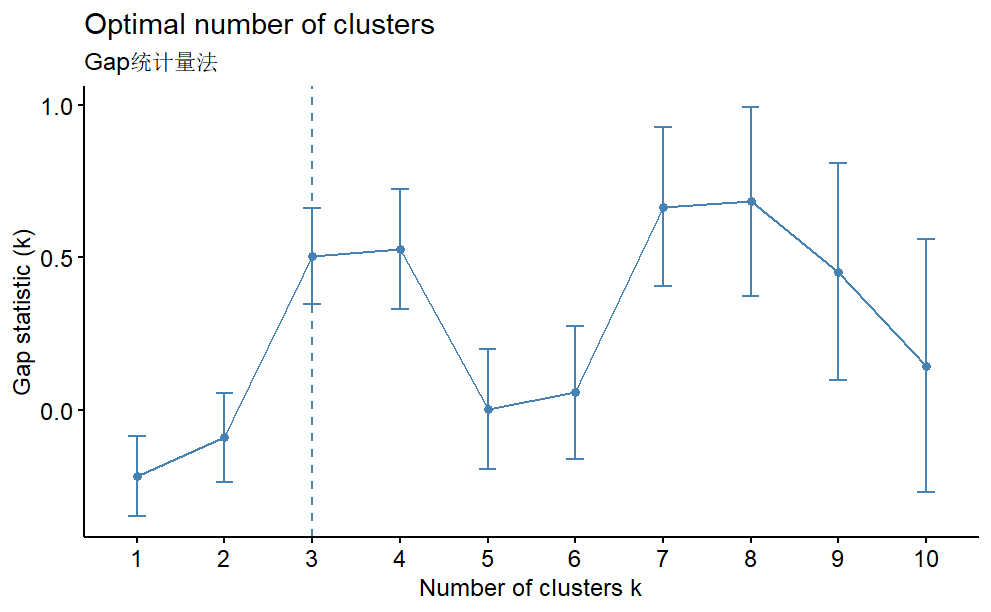 Optimal number of clusters
Gap统计量法
Gap statistic (k)
1.0
0.5
0.0
1 2 3 4 5 6 7 8 9 10
Number of clusters k